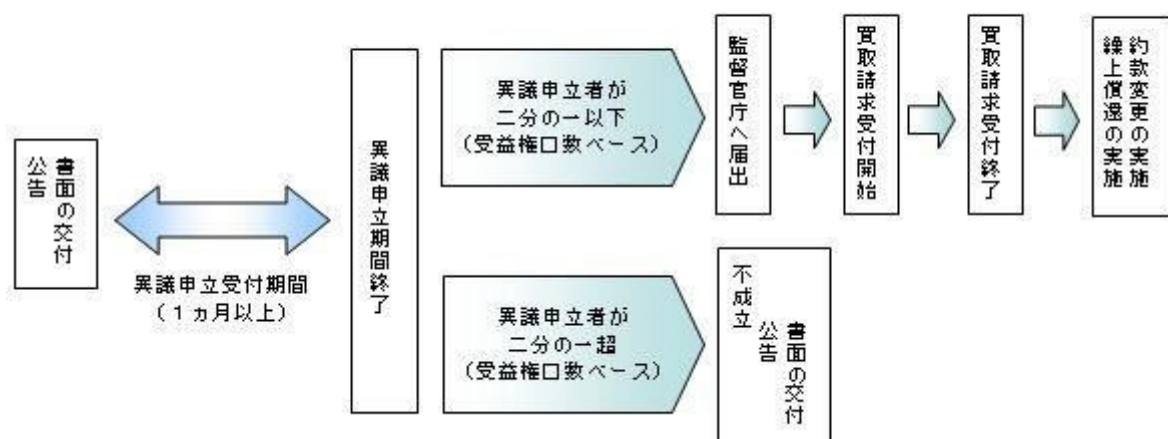 書面の交付
公告
異議申立受付期間
(1ヵ月以上)
異議申立期間終了
異議申立者が
二分の一以下
(受益権口数ベース)
監督官庁へ届出
買取請求受付開始
買取請求受付終了
約款変更の実施
繰上償還の実施
異議申立者が
二分の一超
(受益権口数ベース)
不成立
書面の交付
公告